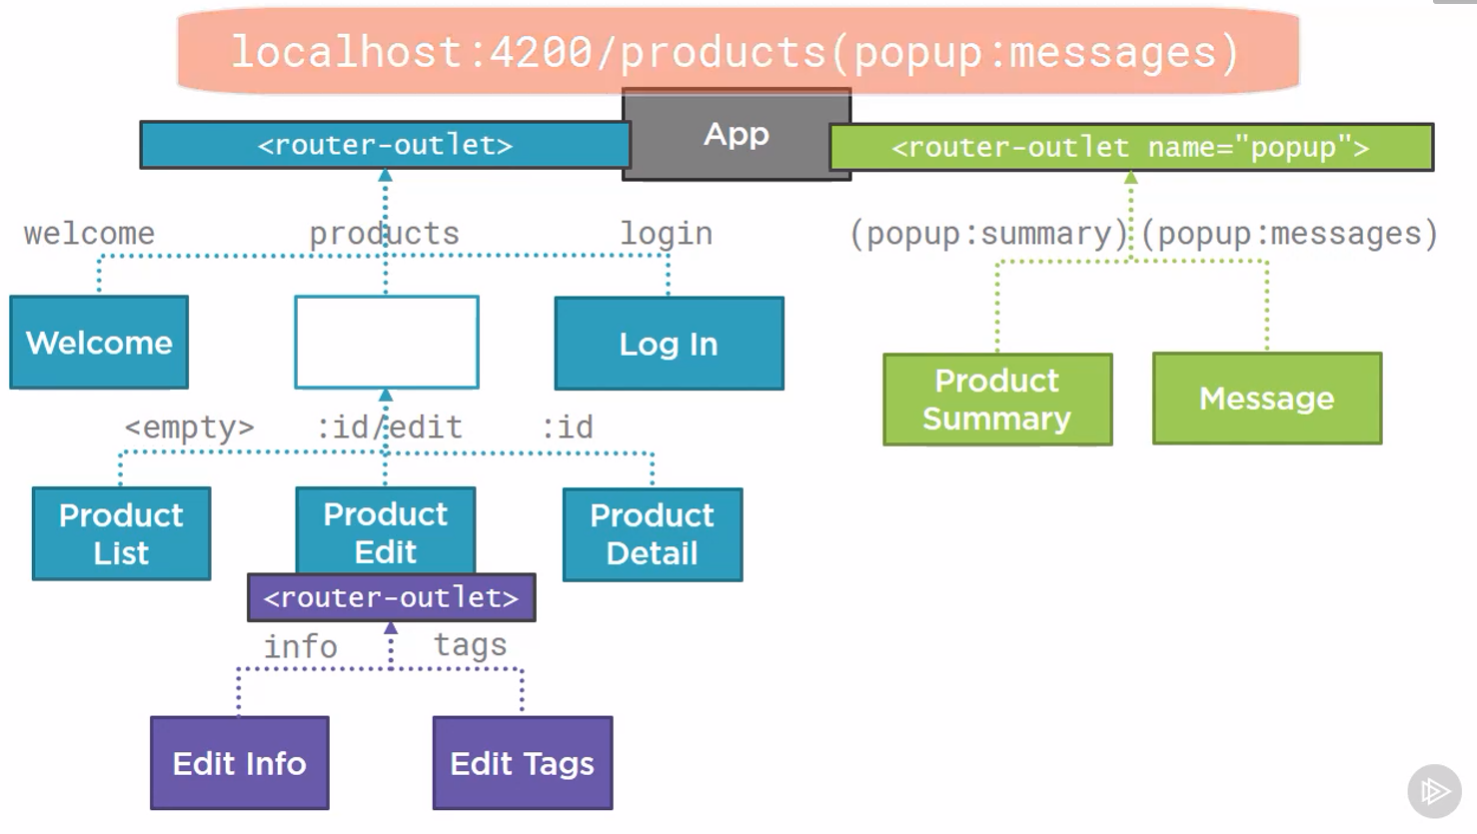 localhost:4200/products(popup:messages)
App
<router-outlet>
<router-outlet name="popup">
welcome
products
login
(popup:summary)
(popup:messages)
Welcome
Log In
Product
Summary
Message
<empty>
:id/edit
:id
Product
List
Product
Edit
Product
Detail
<router-outlet>
info
tags
Edit Info
Edit Tags